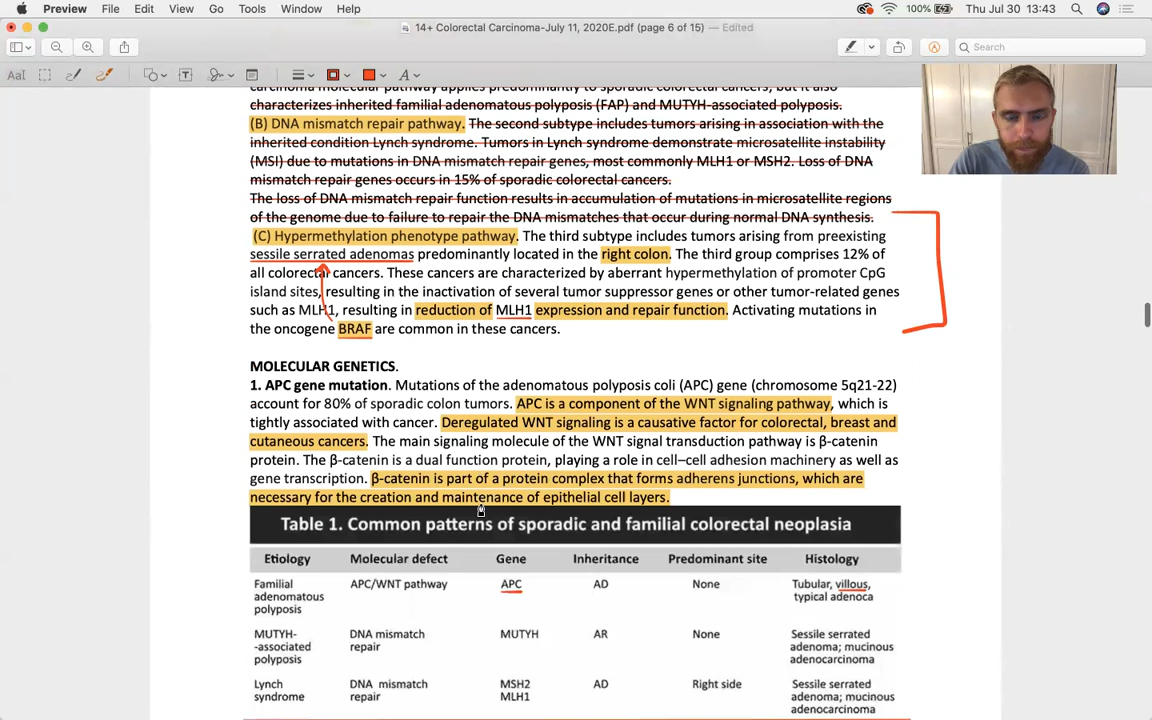 Preview File Edit View Go Tools Window Help 100% Thu Jul 30 13:43
14+ Colorectal Carcinoma-July 11, 2020E.pdf (page 6 of 15) — Edited
Search
AaI
carcinoma molecular pathway applies predominantly to sporadic colorectal cancers, but it also
characterizes inherited familial adenomatous polyposis (FAP) and MUTYH-associated polyposis.
(B) DNA mismatch repair pathway. The second subtype includes tumors arising in association with the
inherited condition Lynch syndrome. Tumors in Lynch syndrome demonstrate microsatellite instability
(MSI) due to mutations in DNA mismatch repair genes, most commonly MLH1 or MSH2. Loss of DNA
mismatch repair genes occurs in 15% of sporadic colorectal cancers.
The loss of DNA mismatch repair function results in accumulation of mutations in microsatellite regions
of the genome due to failure to repair the DNA mismatches that occur during normal DNA synthesis.
(C) Hypermethylation phenotype pathway. The third subtype includes tumors arising from preexisting
sessile serrated adenomas predominantly located in the right colon. The third group comprises 12% of
all colorectal cancers. These cancers are characterized by aberrant hypermethylation of promoter CpG
island sites, resulting in the inactivation of several tumor suppressor genes or other tumor-related genes
such as MLH1, resulting in reduction of MLH1 expression and repair function. Activating mutations in
the oncogene BRAF are common in these cancers.
MOLECULAR GENETICS.
1. APC gene mutation. Mutations of the adenomatous polyposis coli (APC) gene (chromosome 5q21-22)
account for 80% of sporadic colon tumors. APC is a component of the WNT signaling pathway, which is
tightly associated with cancer. Deregulated WNT signaling is a causative factor for colorectal, breast and
cutaneous cancers. The main signaling molecule of the WNT signal transduction pathway is β-catenin
protein. The β-catenin is a dual function protein, playing a role in cell–cell adhesion machinery as well as
gene transcription. β-catenin is part of a protein complex that forms adherens junctions, which are
necessary for the creation and maintenance of epithelial cell layers.
Table 1. Common patterns of sporadic and familial colorectal neoplasia
Etiology Molecular defect Gene Inheritance Predominant site Histology
Familial APC/WNT pathway APC AD None Tubular, villous,
adenomatous typical adenoca
polyposis
MUTYH- DNA mismatch MUTYH AR None Sessile serrated
-associated repair adenoma; mucinous
polyposis adenocarcinoma
Lynch DNA mismatch MSH2 AD Right side Sessile serrated
syndrome repair MLH1 adenoma; mucinous
adenocarcinoma